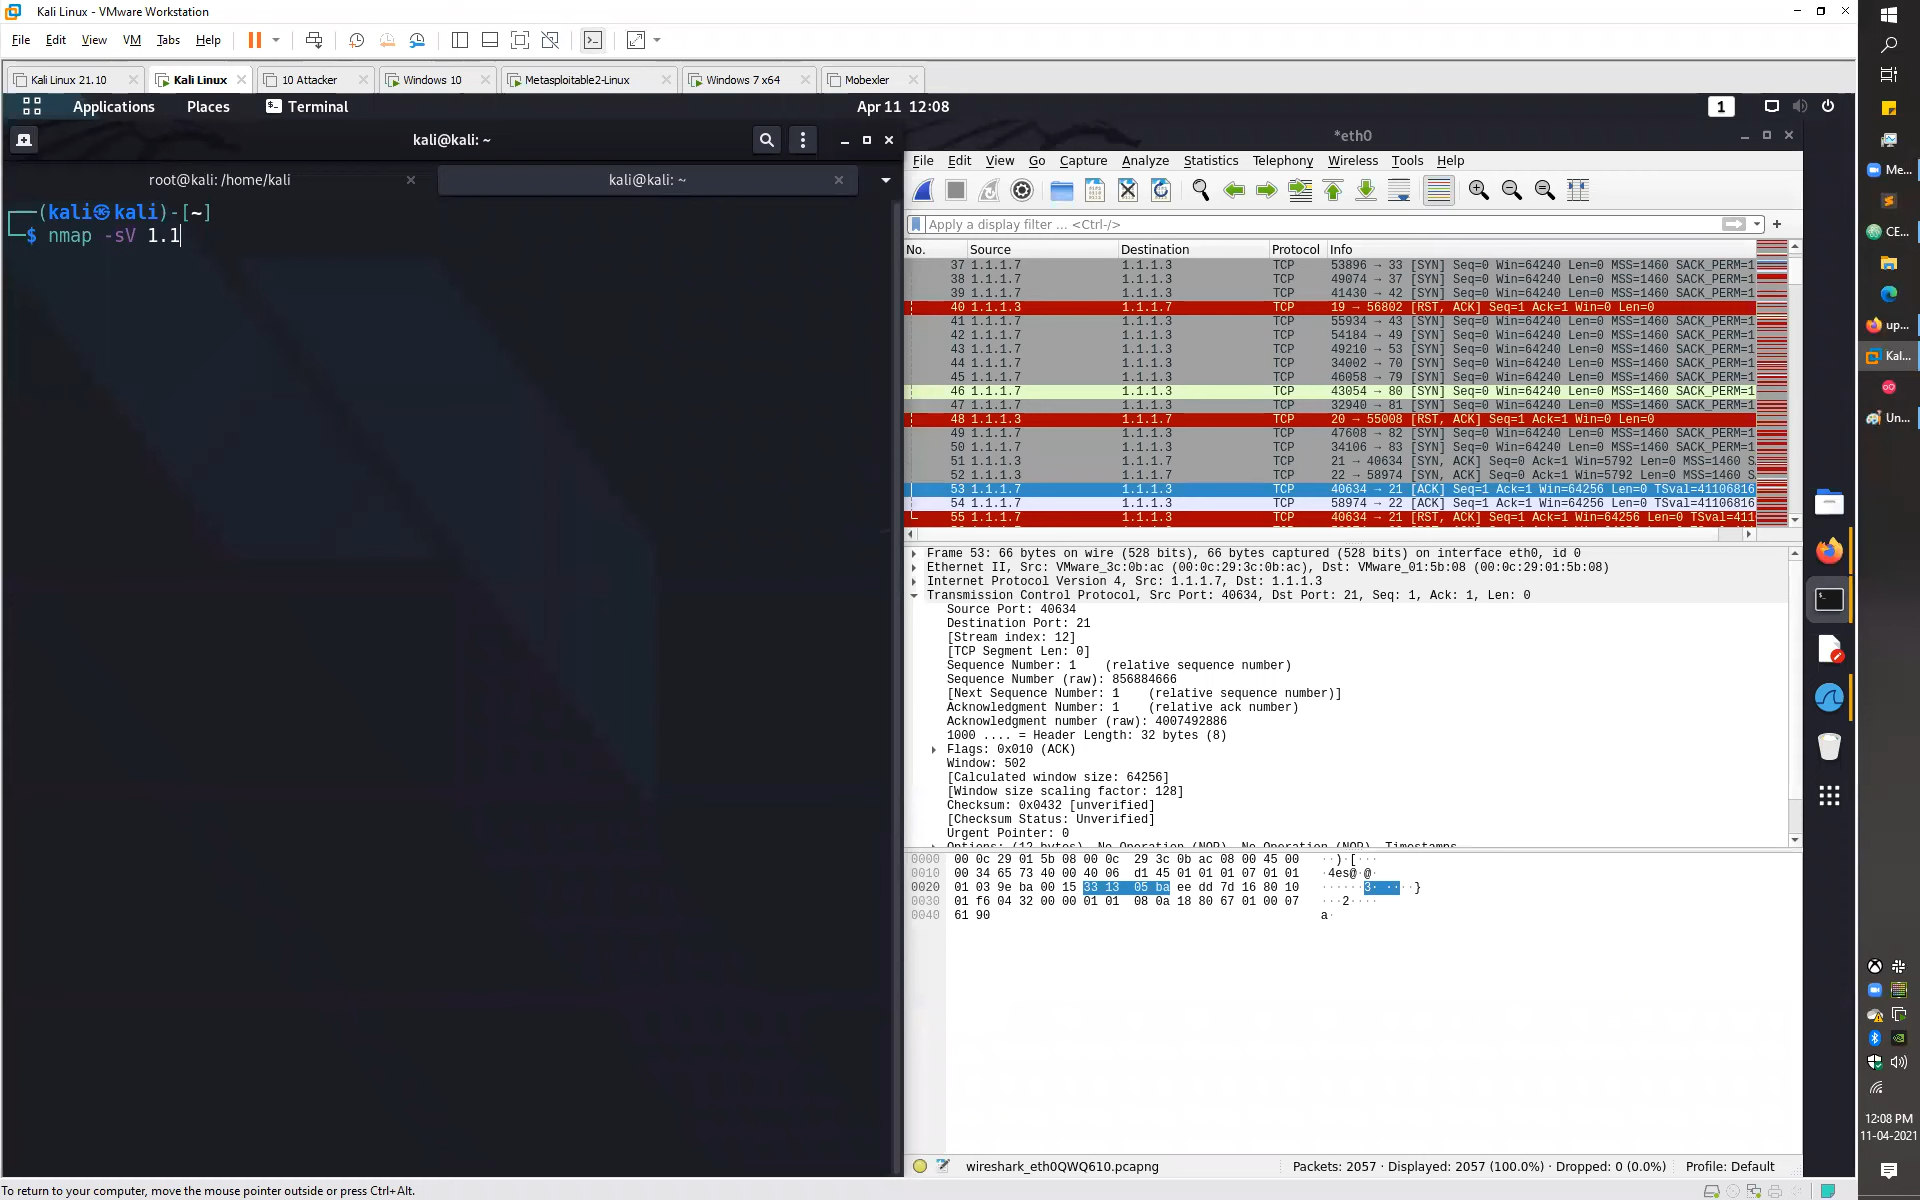 Kali Linux - VMware Workstation
File Edit View VM Tabs Help
Kali Linux 21.10
Kali Linux
10 Attacker
Windows 10
Metasploitable2-Linux
Windows 7 x64
Mobexler
Applications Places Terminal
Apr 11 12:08
1
kali@kali: ~
root@kali: /home/kali
kali@kali: ~
(kali㉿kali)-[~]
$ nmap -sV 1.1
*eth0
File Edit View Go Capture Analyze Statistics Telephony Wireless Tools Help
Apply a display filter ... <Ctrl-/>
No. Source Destination Protocol Info
37 1.1.1.7 1.1.1.3 TCP 53896 → 33 [SYN] Seq=0 Win=64240 Len=0 MSS=1460 SACK_PERM=1
38 1.1.1.7 1.1.1.3 TCP 49074 → 37 [SYN] Seq=0 Win=64240 Len=0 MSS=1460 SACK_PERM=1
39 1.1.1.7 1.1.1.3 TCP 41430 → 42 [SYN] Seq=0 Win=64240 Len=0 MSS=1460 SACK_PERM=1
40 1.1.1.3 1.1.1.7 TCP 19 → 56802 [RST, ACK] Seq=1 Ack=1 Win=0 Len=0
41 1.1.1.7 1.1.1.3 TCP 55934 → 43 [SYN] Seq=0 Win=64240 Len=0 MSS=1460 SACK_PERM=1
42 1.1.1.7 1.1.1.3 TCP 54184 → 49 [SYN] Seq=0 Win=64240 Len=0 MSS=1460 SACK_PERM=1
43 1.1.1.7 1.1.1.3 TCP 49210 → 53 [SYN] Seq=0 Win=64240 Len=0 MSS=1460 SACK_PERM=1
44 1.1.1.7 1.1.1.3 TCP 34002 → 70 [SYN] Seq=0 Win=64240 Len=0 MSS=1460 SACK_PERM=1
45 1.1.1.7 1.1.1.3 TCP 46058 → 79 [SYN] Seq=0 Win=64240 Len=0 MSS=1460 SACK_PERM=1
46 1.1.1.7 1.1.1.3 TCP 43054 → 80 [SYN] Seq=0 Win=64240 Len=0 MSS=1460 SACK_PERM=1
47 1.1.1.7 1.1.1.3 TCP 32940 → 81 [SYN] Seq=0 Win=64240 Len=0 MSS=1460 SACK_PERM=1
48 1.1.1.3 1.1.1.7 TCP 20 → 55008 [RST, ACK] Seq=1 Ack=1 Win=0 Len=0
49 1.1.1.7 1.1.1.3 TCP 47608 → 82 [SYN] Seq=0 Win=64240 Len=0 MSS=1460 SACK_PERM=1
50 1.1.1.7 1.1.1.3 TCP 34106 → 83 [SYN] Seq=0 Win=64240 Len=0 MSS=1460 SACK_PERM=1
51 1.1.1.3 1.1.1.7 TCP 21 → 40634 [SYN, ACK] Seq=0 Ack=1 Win=5792 Len=0 MSS=1460 S
52 1.1.1.3 1.1.1.7 TCP 22 → 58974 [SYN, ACK] Seq=0 Ack=1 Win=5792 Len=0 MSS=1460 S
53 1.1.1.7 1.1.1.3 TCP 40634 → 21 [ACK] Seq=1 Ack=1 Win=64256 Len=0 TSval=41106816
54 1.1.1.7 1.1.1.3 TCP 58974 → 22 [ACK] Seq=1 Ack=1 Win=64256 Len=0 TSval=41106816
55 1.1.1.7 1.1.1.3 TCP 40634 → 21 [RST, ACK] Seq=1 Ack=1 Win=64256 Len=0 TSval=411
Frame 53: 66 bytes on wire (528 bits), 66 bytes captured (528 bits) on interface eth0, id 0
Ethernet II, Src: VMware_3c:0b:ac (00:0c:29:3c:0b:ac), Dst: VMware_01:5b:08 (00:0c:29:01:5b:08)
Internet Protocol Version 4, Src: 1.1.1.7, Dst: 1.1.1.3
Transmission Control Protocol, Src Port: 40634, Dst Port: 21, Seq: 1, Ack: 1, Len: 0
Source Port: 40634
Destination Port: 21
[Stream index: 12]
[TCP Segment Len: 0]
Sequence Number: 1 (relative sequence number)
Sequence Number (raw): 856884666
[Next Sequence Number: 1 (relative sequence number)]
Acknowledgment Number: 1 (relative ack number)
Acknowledgment number (raw): 4007492886
1000 .... = Header Length: 32 bytes (8)
Flags: 0x010 (ACK)
Window: 502
[Calculated window size: 64256]
[Window size scaling factor: 128]
Checksum: 0x0432 [unverified]
[Checksum Status: Unverified]
Urgent Pointer: 0
Options: (12 bytes), No-Operation (NOP), No-Operation (NOP), Timestamps
0000 00 0c 29 01 5b 08 00 0c 29 3c 0b ac 08 00 45 00 ··)·[···
0010 00 34 65 73 40 00 40 06 d1 45 01 01 01 07 01 01 ·4es@·@·
0020 01 03 9e ba 00 15 33 13 05 ba ee dd 7d 16 80 10 ······3· ····}
0030 01 f6 04 32 00 00 01 01 08 0a 18 80 67 01 00 07 ···2····
0040 61 90 a·
wireshark_eth0QWQ610.pcapng
Packets: 2057 · Displayed: 2057 (100.0%) · Dropped: 0 (0.0%)
Profile: Default
Me...
CE...
up...
Kal...
Un...
12:08 PM
11-04-2021
To return to your computer, move the mouse pointer outside or press Ctrl+Alt.